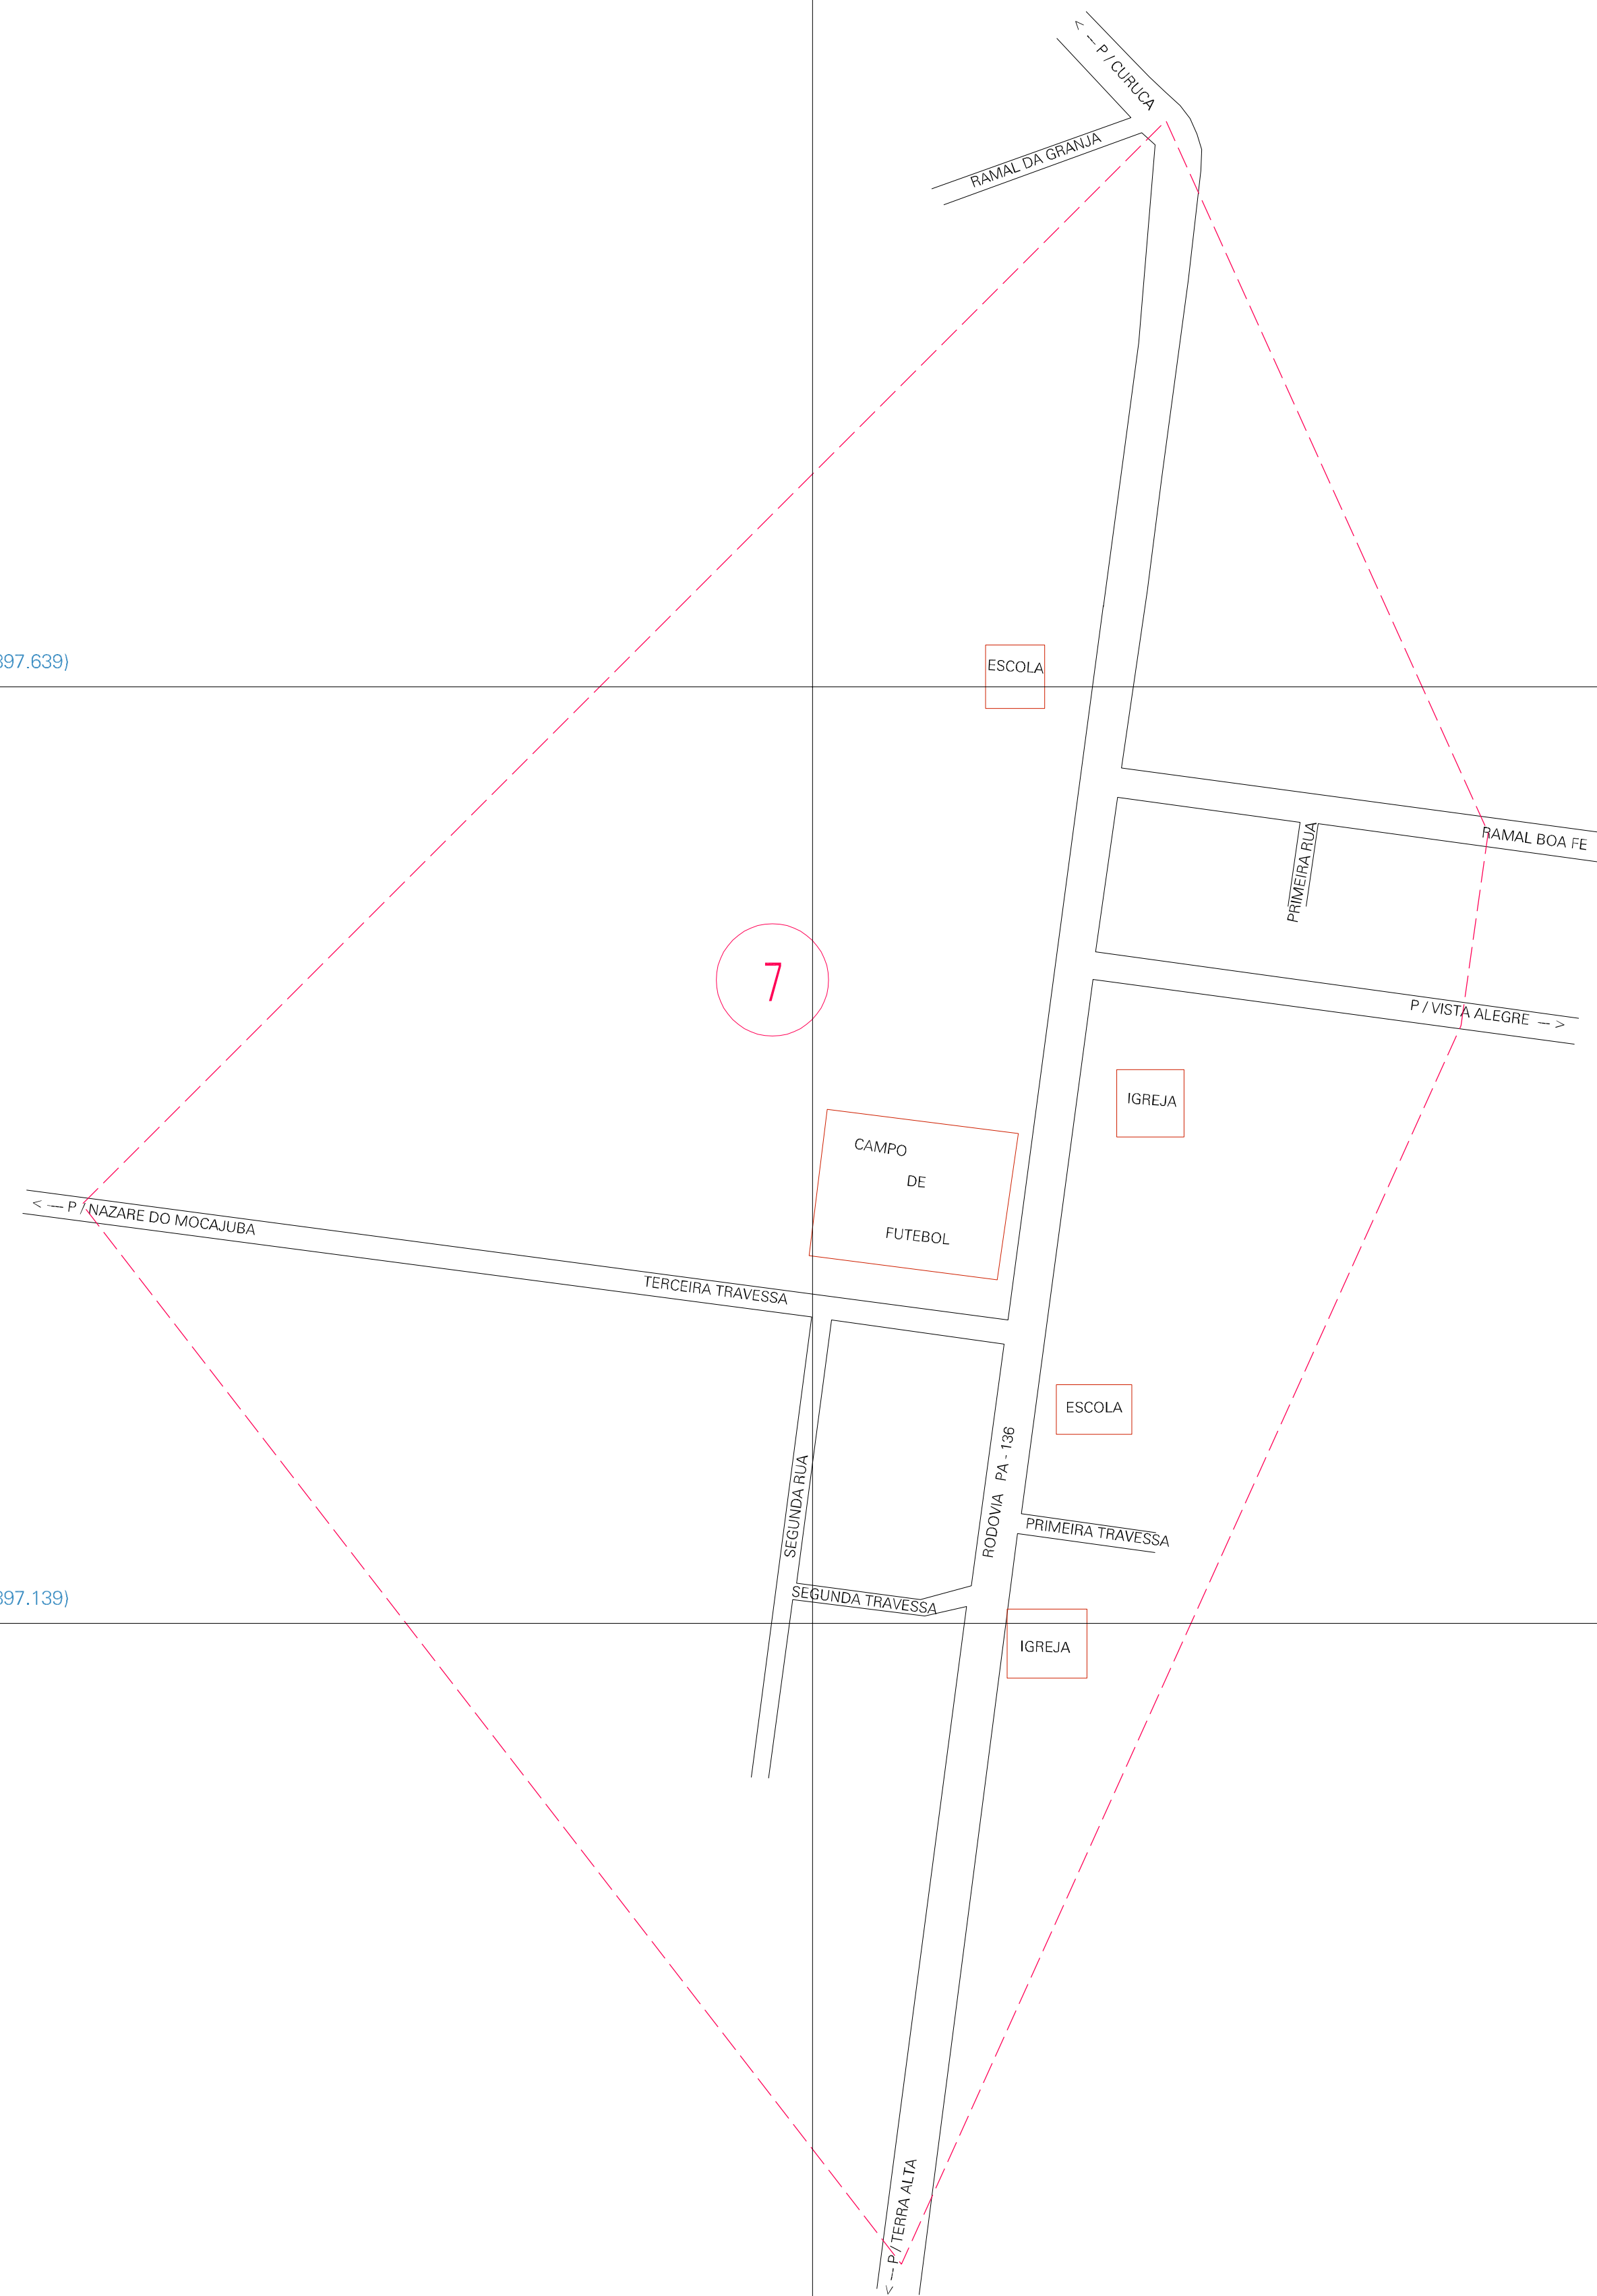 < --- P / CURUCA
RAMAL DA GRANJA
397.639)
ESCOLA
RAMAL BOA FE
PRIMEIRA RUA
7
P / VISTA ALEGRE --- >
IGREJA
CAMPO
DE
FUTEBOL
< --- P / NAZARE DO MOCAJUBA
TERCEIRA TRAVESSA
ESCOLA
RODOVIA PA - 136
SEGUNDA RUA
PRIMEIRA TRAVESSA
397.139)
SEGUNDA TRAVESSA
IGREJA
< --- P / TERRA ALTA